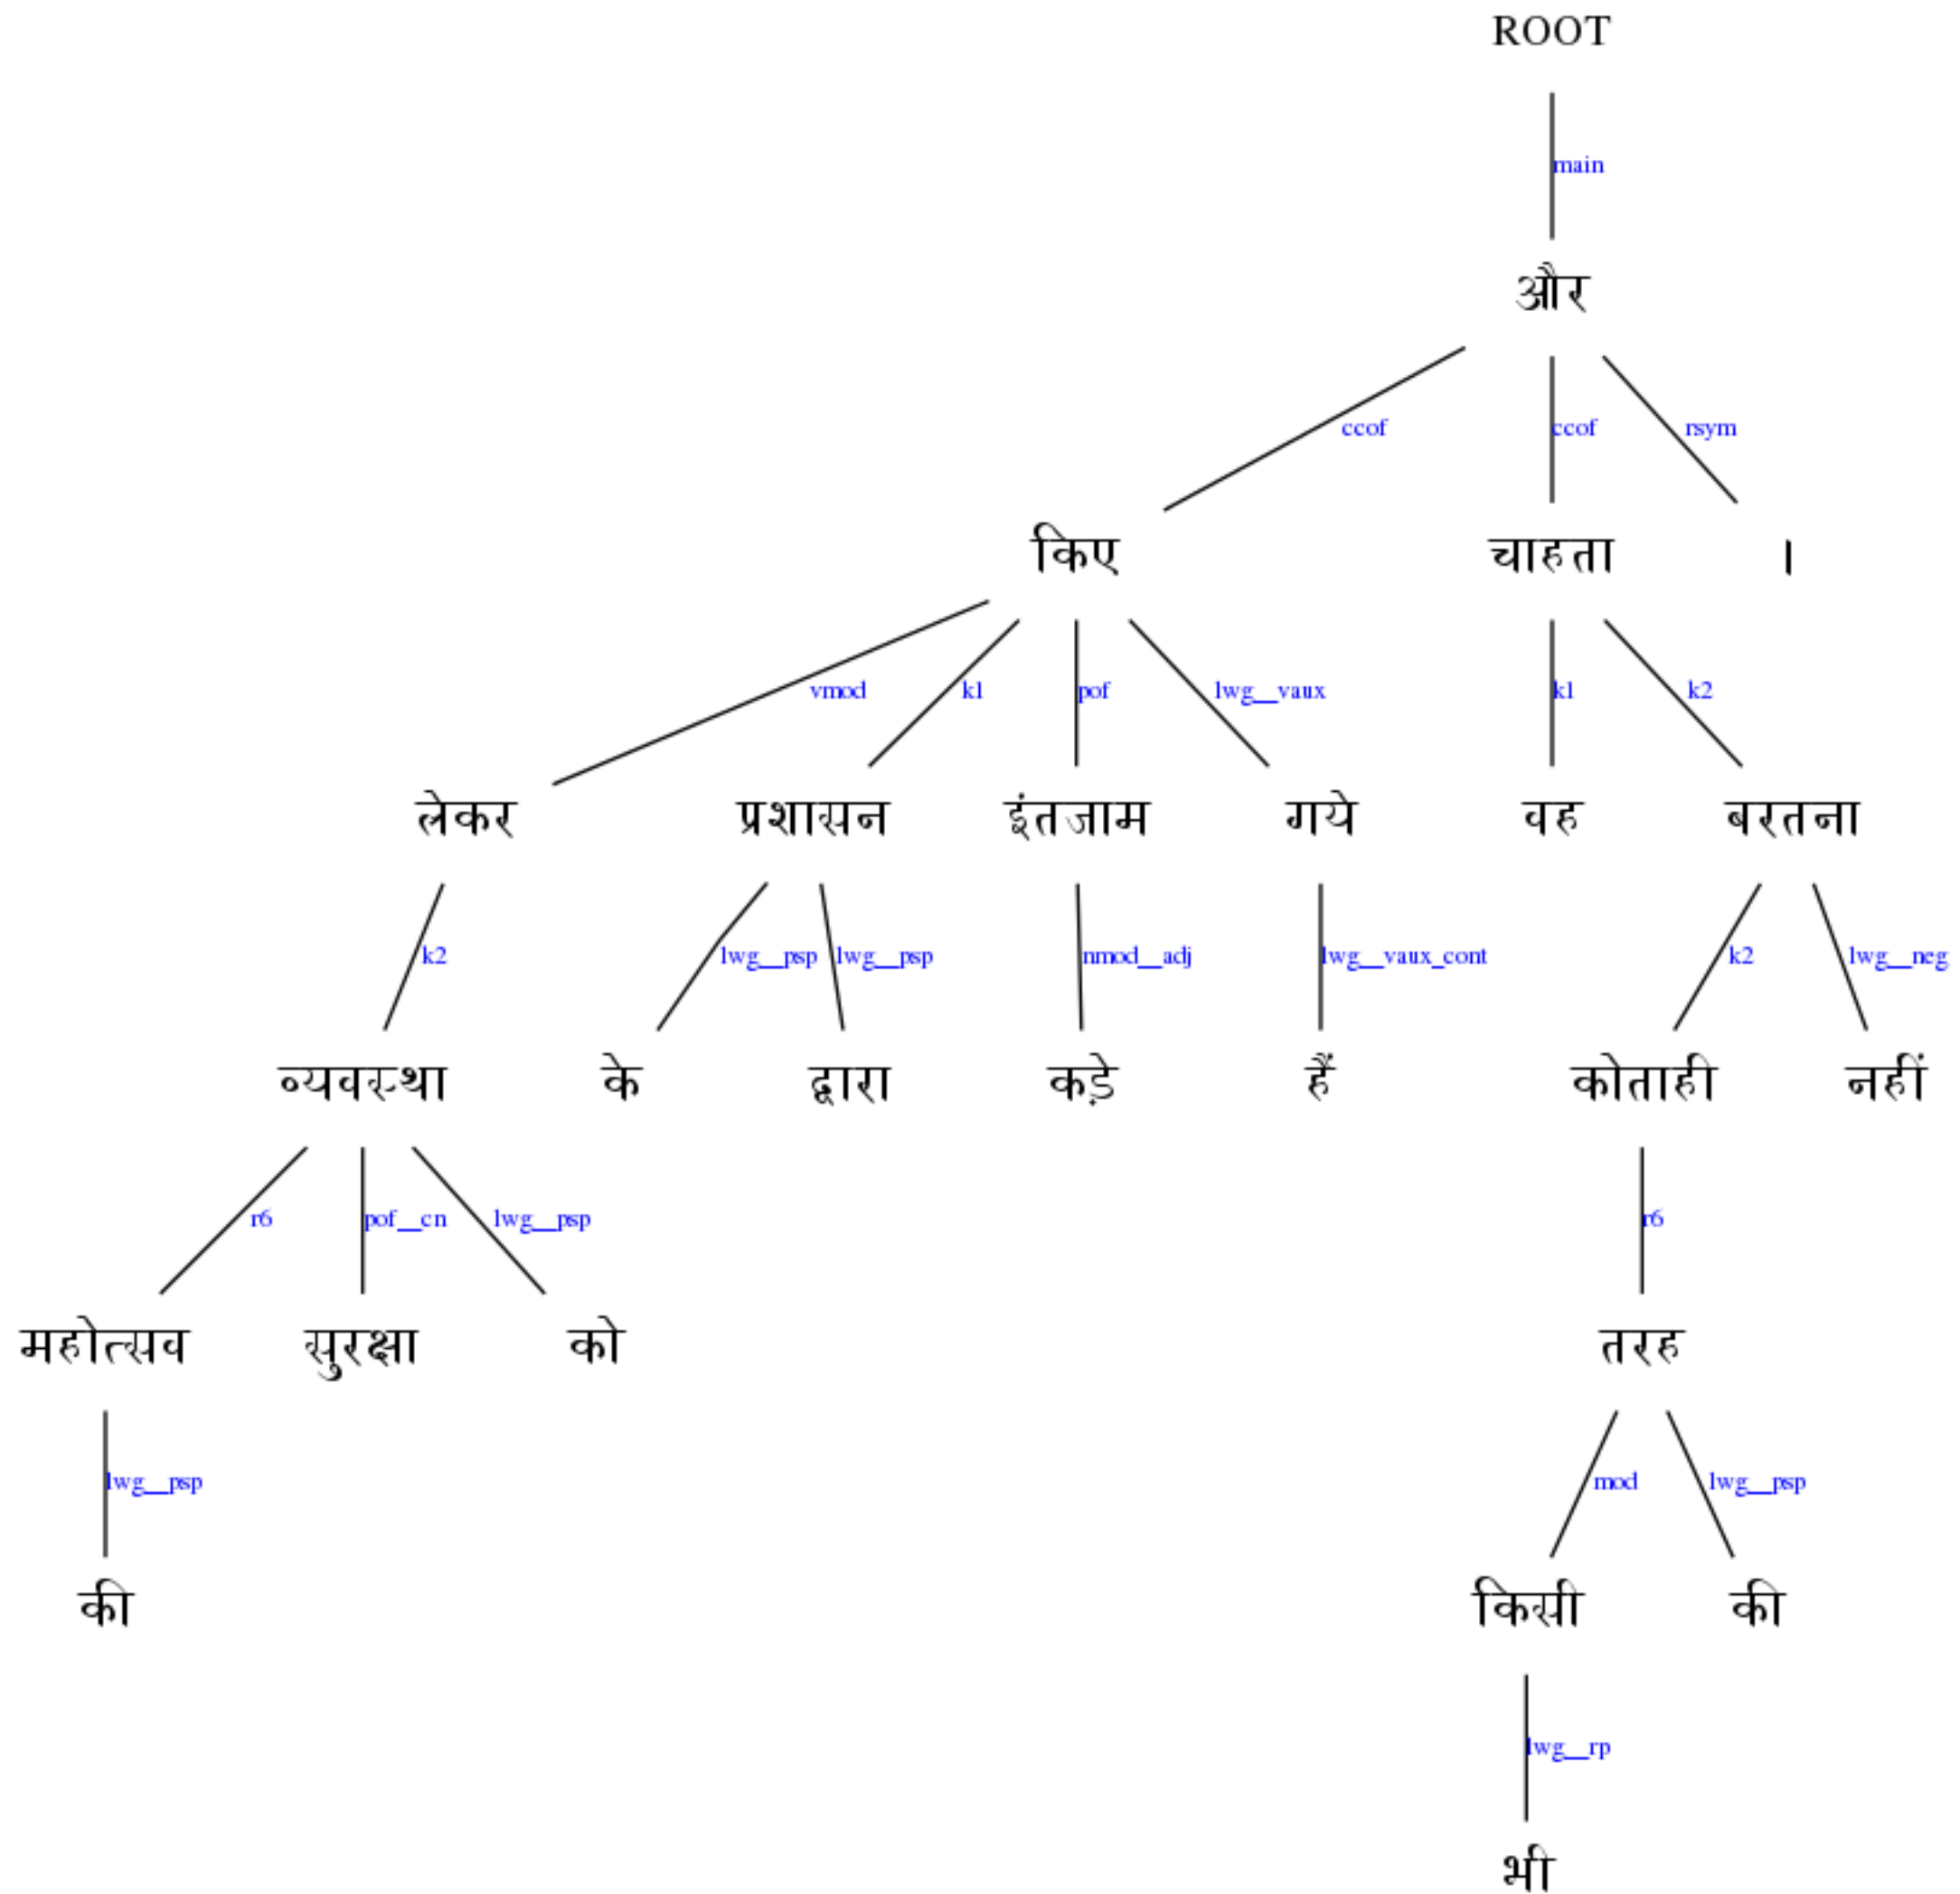 ROOT
main
और
ccof ccof rsym
किए चाहता ।
vmod k1 pof lwg__vaux k1 k2
लेकर प्रशासन इंतजाम गये वह बरतना
k2 lwg__psp lwg__psp nmod__adj lwg__vaux_cont k2 lwg__neg
व्यवस्था के द्वारा कड़े हैं कोताही नहीं
r6 pof__cn lwg__psp r6
महोत्सव सुरक्षा को तरह
lwg__psp mod lwg__psp
की किसी की
lwg__rp
भी